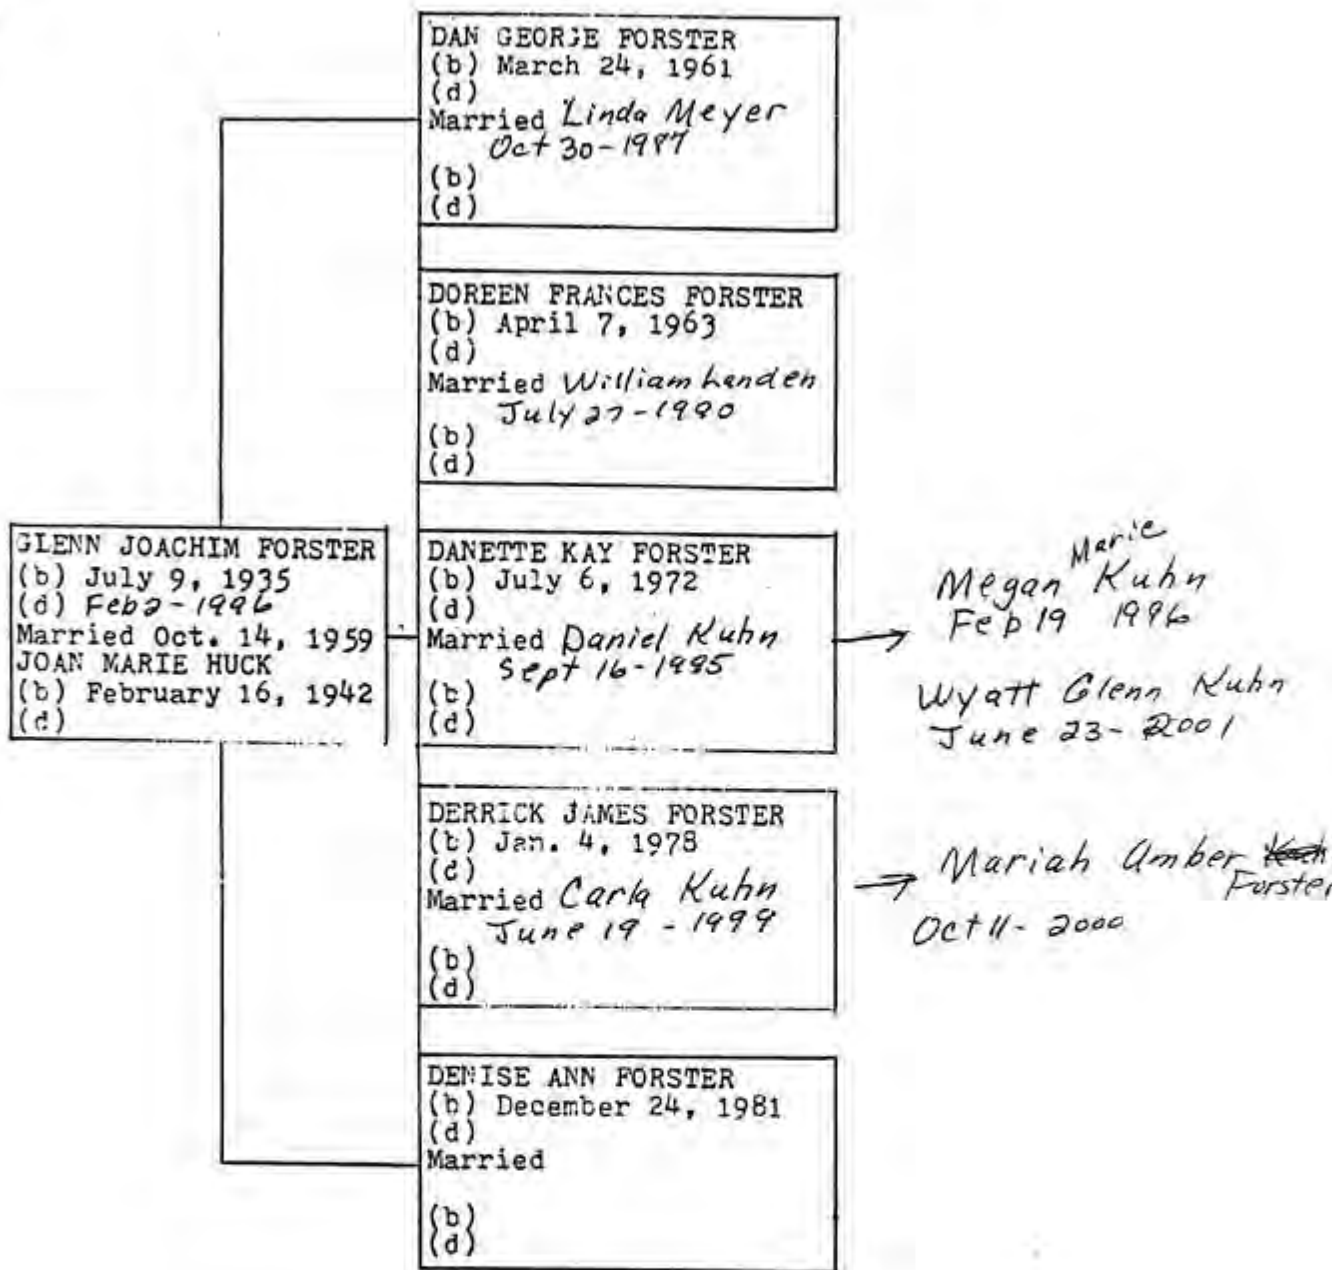 DAN GEORGE FORSTER
(b) March 24, 1961
(d)
Married Linda Meyer
Oct 30-1987
(b)
(d)
DOREEN FRANCES FORSTER
(b) April 7, 1963
(d)
Married William Landen
July 27-1990
(b)
(d)
GLENN JOACHIM FORSTER
(b) July 9, 1935
(d) Feb 2-1996
Married Oct. 14, 1959
JOAN MARIE HUCK
(b) February 16, 1942
(d)
DANETTE KAY FORSTER
(b) July 6, 1972
(d)
Married Daniel Kuhn
Sept 16-1995
(b)
(d)
Marie
Megan Kuhn
Feb 19 1996
Wyatt Glenn Kuhn
June 23-2001
DERRICK JAMES FORSTER
(b) Jan. 4, 1978
(d)
Married Carla Kuhn
June 19 - 1999
(b)
(d)
Mariah Amber
Forster
Oct 11- 2000
DENISE ANN FORSTER
(b) December 24, 1981
(d)
Married
(b)
(d)